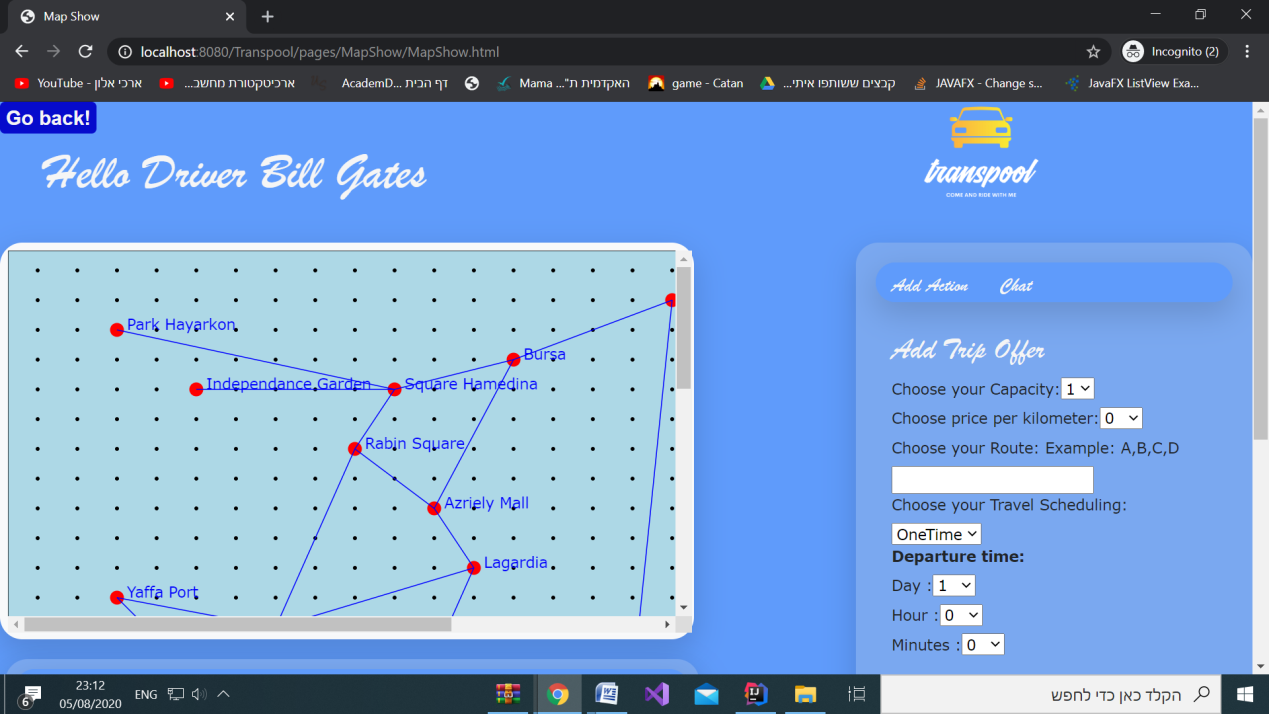 Map Show
localhost:8080/Transpool/pages/MapShow/MapShow.html
Incognito (2)
YouTube - ארכי אלון
ארכיטקטורת מחשב...
AcademD... דף הבית
Mama ..."האקדמית ת
game - Catan
קבצים ששותפו איתי...
JAVAFX - Change s...
JavaFX ListView Exa...
Go back!
Hello Driver Bill Gates
transpool
COME AND RIDE WITH ME
Park Hayarkon
Bursa
Independance Garden
Square Hamedina
Rabin Square
Azriely Mall
Lagardia
Yaffa Port
Add Action
Chat
Add Trip Offer
Choose your Capacity: 1
Choose price per kilometer: 0
Choose your Route: Example: A,B,C,D
Choose your Travel Scheduling:
OneTime
Departure time:
Day : 1
Hour : 0
Minutes : 0
6
23:12
05/08/2020
ENG
הקלד כאן כדי לחפש